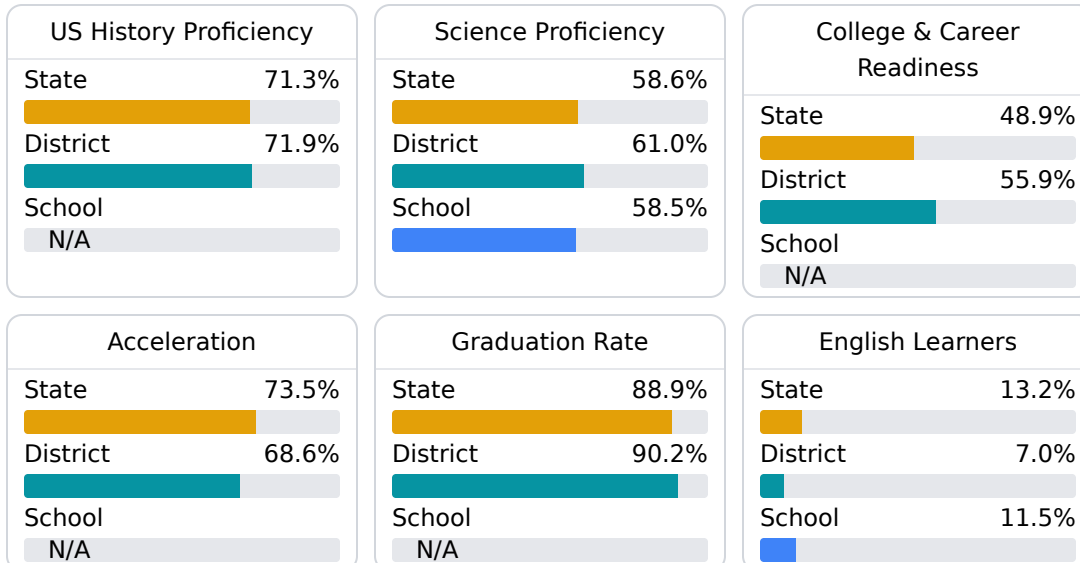 US History Proficiency
State 71.3%
District 71.9%
School
N/A
Science Proficiency
State 58.6%
District 61.0%
School 58.5%
College & Career
Readiness
State 48.9%
District 55.9%
School
N/A
Acceleration
State 73.5%
District 68.6%
School
N/A
Graduation Rate
State 88.9%
District 90.2%
School
N/A
English Learners
State 13.2%
District 7.0%
School 11.5%